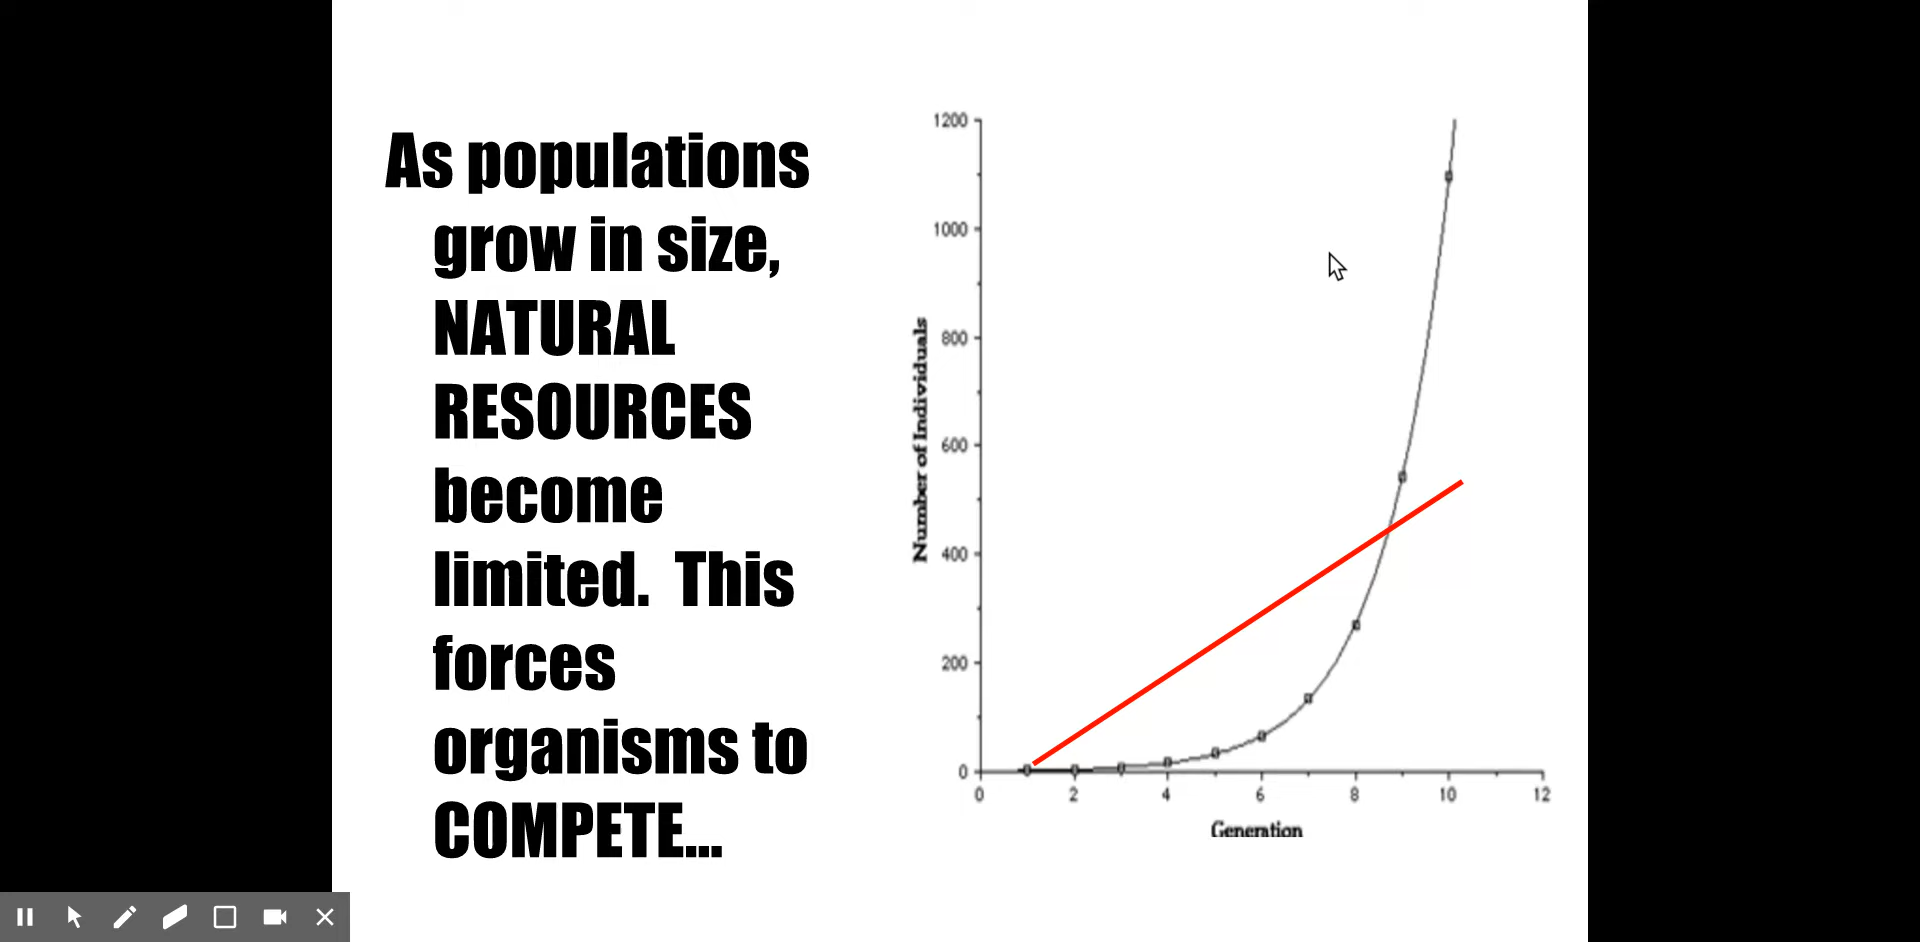 As populations
grow in size,
NATURAL
RESOURCES
become
limited.  This
forces
organisms to
COMPETE...
1200
1000
800
600
400
200
0
Number of Individuals
0 2 4 6 8 10 12
Generation